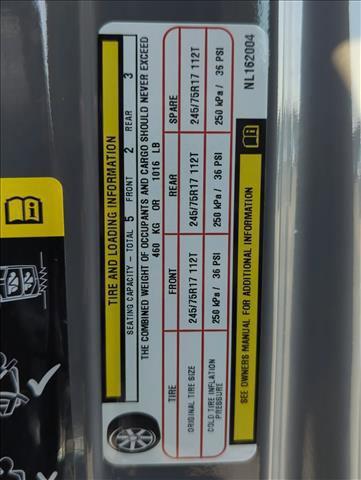 TIRE AND LOADING INFORMATION
SEATING CAPACITY - TOTAL 5 FRONT 2 REAR 3
THE COMBINED WEIGHT OF OCCUPANTS AND CARGO SHOULD NEVER EXCEED
460 KG OR 1016 LB
TIRE FRONT REAR SPARE
ORIGINAL TIRE SIZE 245/75R17 112T 245/75R17 112T 245/75R17 112T
COLD TIRE INFLATION PRESSURE 250 kPa / 36 PSI 250 kPa / 36 PSI 250 kPa / 36 PSI
SEE OWNERS MANUAL FOR ADDITIONAL INFORMATION
NL162004